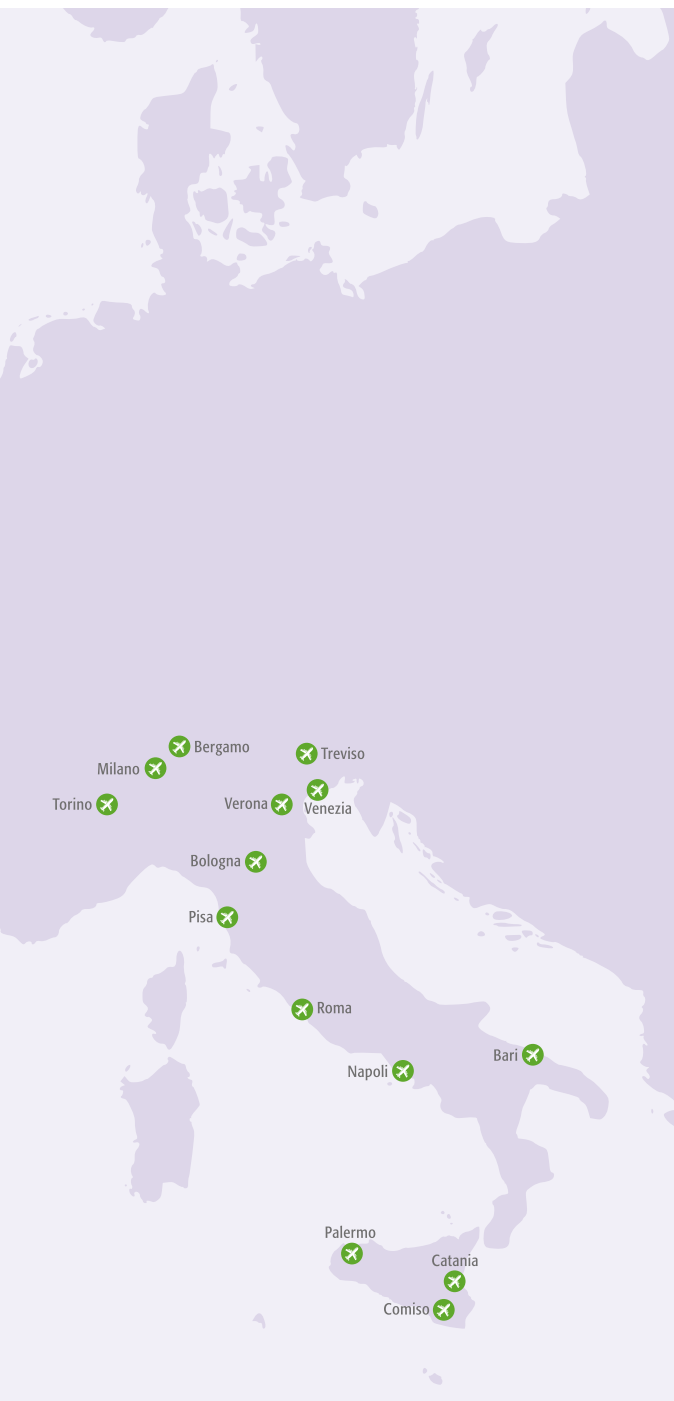 Bergamo
Treviso
Milano
Torino
Verona
Venezia
Bologna
Pisa
Roma
Bari
Napoli
Palermo
Catania
Comiso